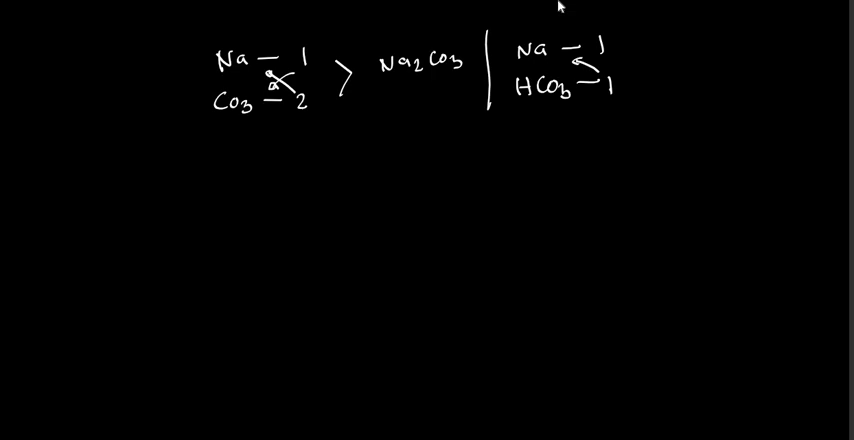 Na — 1
CO3 — 2
Na2CO3
Na — 1
HCO3 — 1